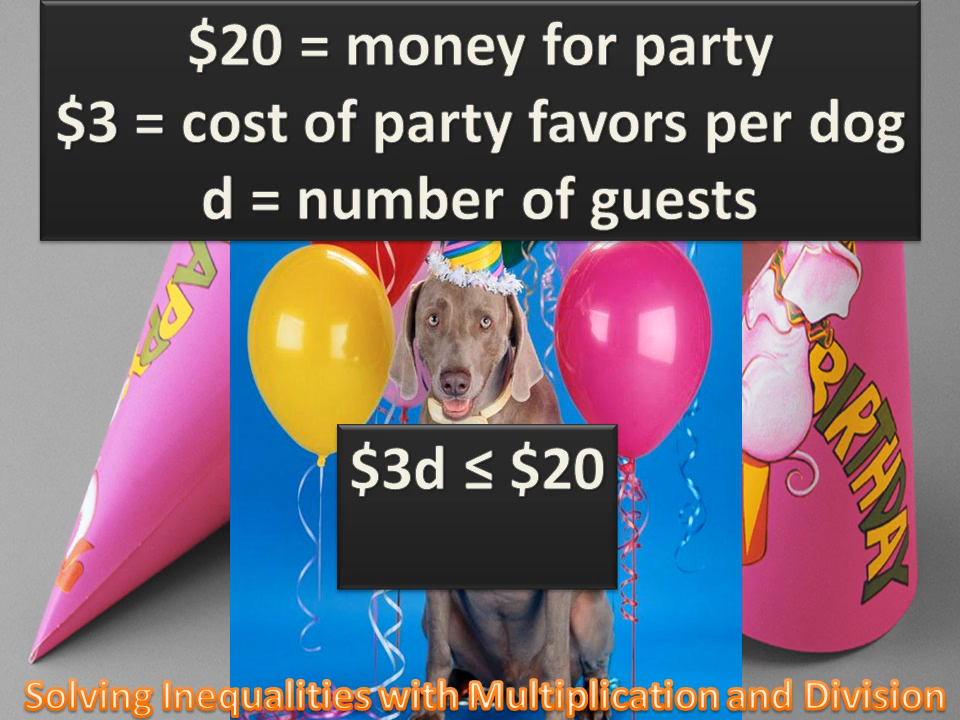 $20 = money for party
$3 = cost of party favors per dog
d = number of guests
BIRTHDAY
$3d ≤ $20
Solving Inequalities with Multiplication and Division